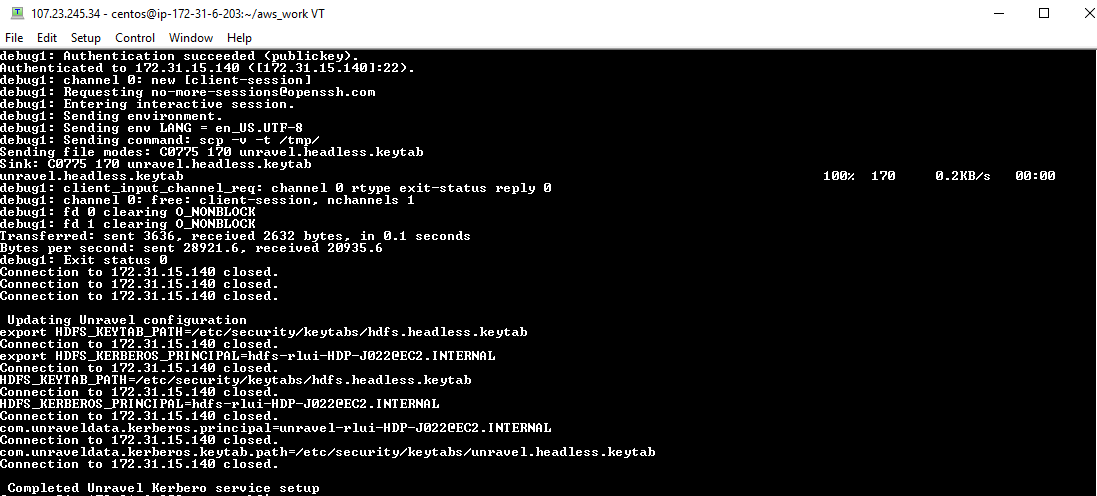 107.23.245.34 - centos@ip-172-31-6-203:~/aws_work VT
File Edit Setup Control Window Help
debug1: Authentication succeeded (publickey).
Authenticated to 172.31.15.140 ([172.31.15.140]:22).
debug1: channel 0: new [client-session]
debug1: Requesting no-more-sessions@openssh.com
debug1: Entering interactive session.
debug1: Sending environment.
debug1: Sending env LANG = en_US.UTF-8
debug1: Sending command: scp -v -t /tmp/
Sending file modes: C0775 170 unravel.headless.keytab
Sink: C0775 170 unravel.headless.keytab
unravel.headless.keytab 100% 170 0.2KB/s 00:00
debug1: client_input_channel_req: channel 0 rtype exit-status reply 0
debug1: channel 0: free: client-session, nchannels 1
debug1: fd 0 clearing O_NONBLOCK
debug1: fd 1 clearing O_NONBLOCK
Transferred: sent 3636, received 2632 bytes, in 0.1 seconds
Bytes per second: sent 28921.6, received 20935.6
debug1: Exit status 0
Connection to 172.31.15.140 closed.
Connection to 172.31.15.140 closed.
Connection to 172.31.15.140 closed.
Updating Unravel configuration
export HDFS_KEYTAB_PATH=/etc/security/keytabs/hdfs.headless.keytab
Connection to 172.31.15.140 closed.
export HDFS_KERBEROS_PRINCIPAL=hdfs-rlui-HDP-J022@EC2.INTERNAL
Connection to 172.31.15.140 closed.
HDFS_KEYTAB_PATH=/etc/security/keytabs/hdfs.headless.keytab
Connection to 172.31.15.140 closed.
HDFS_KERBEROS_PRINCIPAL=hdfs-rlui-HDP-J022@EC2.INTERNAL
Connection to 172.31.15.140 closed.
com.unraveldata.kerberos.principal=unravel-rlui-HDP-J022@EC2.INTERNAL
Connection to 172.31.15.140 closed.
com.unraveldata.kerberos.keytab.path=/etc/security/keytabs/unravel.headless.keytab
Connection to 172.31.15.140 closed.
Completed Unravel Kerbero service setup